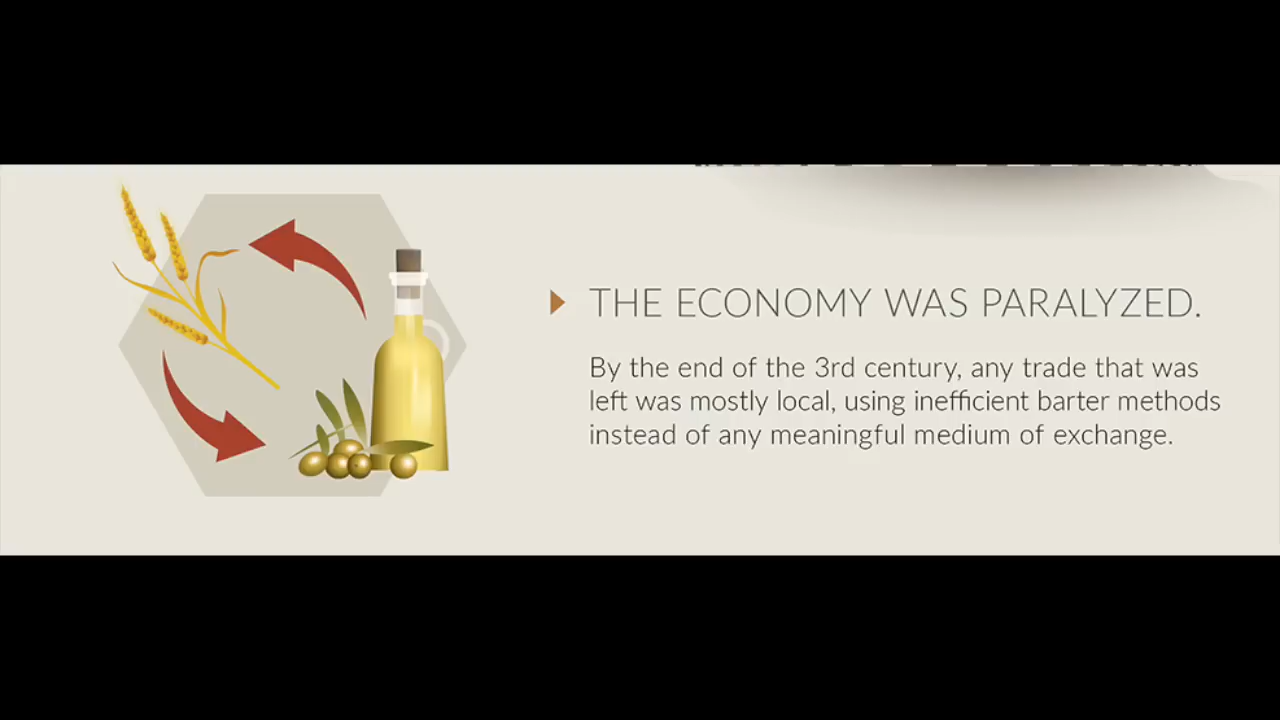 THE ECONOMY WAS PARALYZED.
By the end of the 3rd century, any trade that was
left was mostly local, using inefficient barter methods
instead of any meaningful medium of exchange.